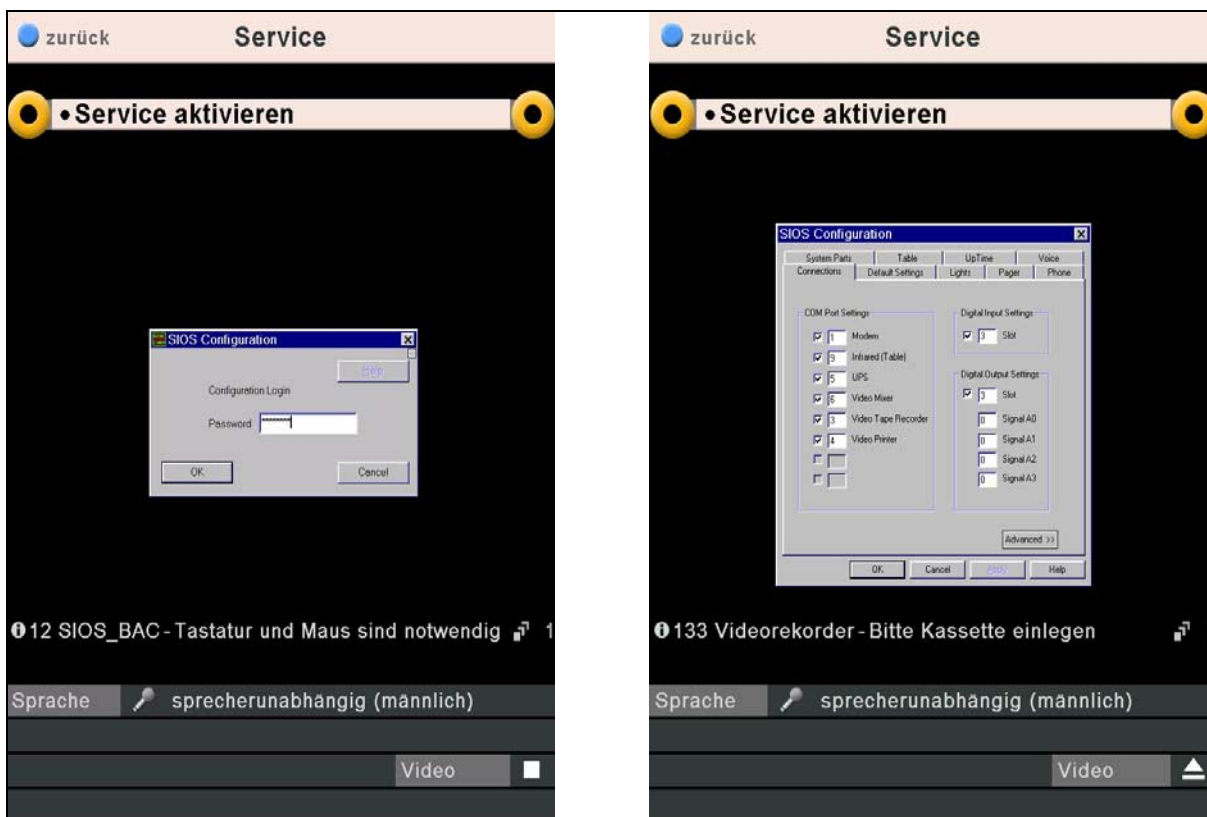 zurück Service
• Service aktivieren
SIOS Configuration
Help
Configuration Login
Password ********
OK Cancel
12 SIOS_BAC - Tastatur und Maus sind notwendig 1
Sprache sprecherunabhängig (männlich)
Video
zurück Service
• Service aktivieren
SIOS Configuration
System Parts Table UpTime Voice
Connections Default Settings Lights Pager Phone
COM Port Settings
1 Modem
9 Infrared (Table)
5 UPS
6 Video Mixer
3 Video Tape Recorder
4 Video Printer
Digital Input Settings
3 Slot
Digital Output Settings
3 Slot
0 Signal A0
0 Signal A1
0 Signal A2
0 Signal A3
Advanced >>
OK Cancel Apply Help
133 Videorekorder - Bitte Kassette einlegen
Sprache sprecherunabhängig (männlich)
Video